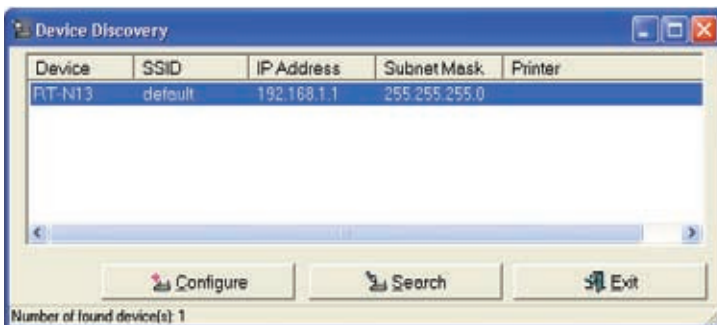 Device Discovery
Device SSID IP Address Subnet Mask Printer
RT-N13 default 192.168.1.1 255.255.255.0
Configure Search Exit
Number of found device(s): 1